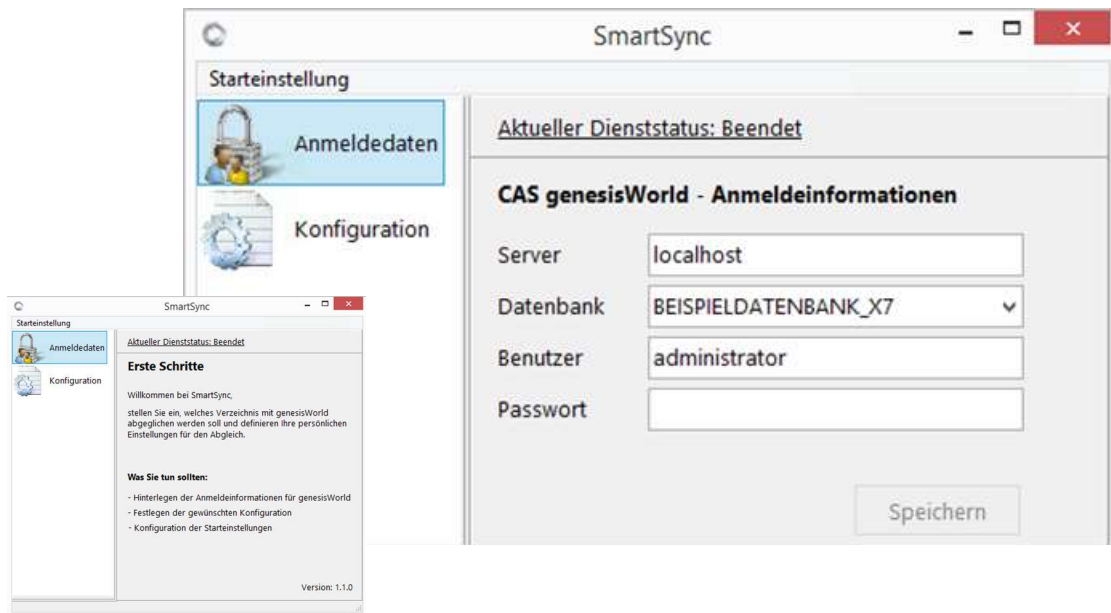 SmartSync
Starteinstellung
Anmeldedaten
Konfiguration
Aktueller Dienststatus: Beendet
CAS genesisWorld - Anmeldeinformationen
Server localhost
Datenbank BEISPIELDATENBANK_X7
Benutzer administrator
Passwort
Speichern
SmartSync
Starteinstellung
Anmeldedaten
Konfiguration
Aktueller Dienststatus: Beendet
Erste Schritte
Willkommen bei SmartSync,
stellen Sie ein, welches Verzeichnis mit genesisWorld
abgeglichen werden soll und definieren Ihre persönlichen
Einstellungen für den Abgleich.
Was Sie tun sollten:
- Hinterlegen der Anmeldeinformationen für genesisWorld
- Festlegen der gewünschten Konfiguration
- Konfiguration der Starteinstellungen
Version: 1.1.0